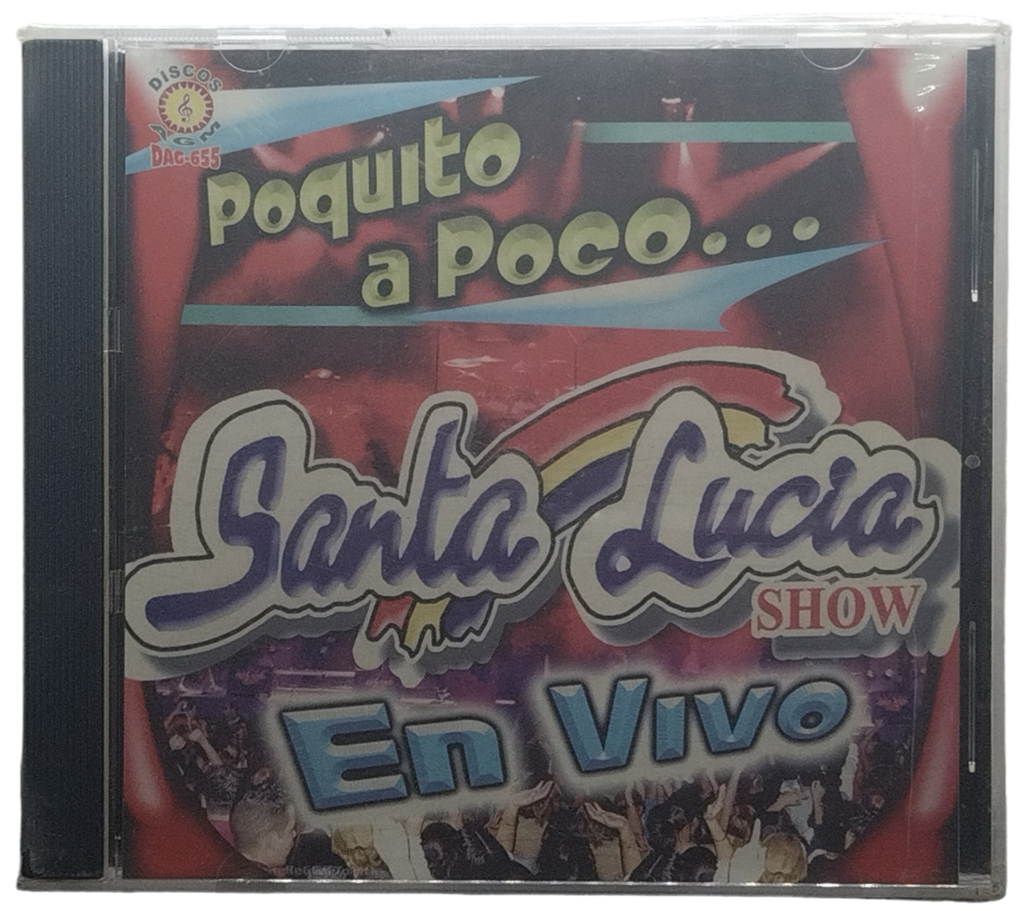 DISCOS
AGM
DAG-655
Poquito
a Poco...
Santa Lucia
SHOW
En Vivo